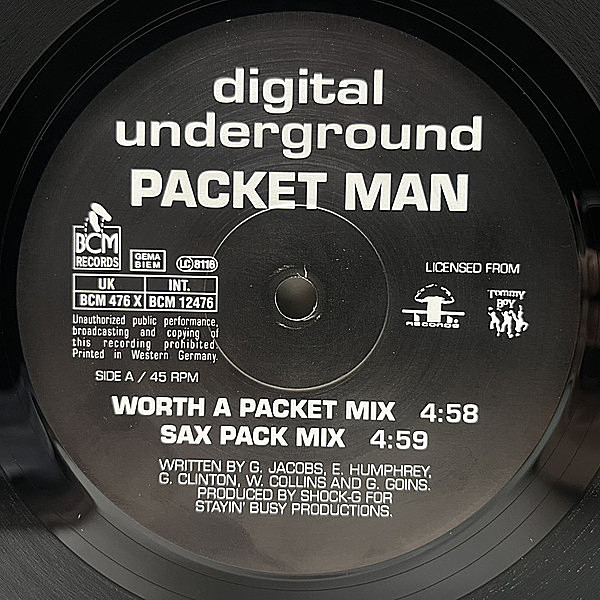 digital
underground
PACKET MAN
BCM
RECORDS
GEMA
BIEM
LC 8118
UK INT.
BCM 476 X BCM 12476
Unauthorized public performance,
broadcasting and copying of
this recording prohibited.
Printed in Western Germany.
SIDE A / 45 RPM
LICENSED FROM
RECORDS
Tommy
BOY
WORTH A PACKET MIX 4:58
SAX PACK MIX 4:59
WRITTEN BY G. JACOBS, E. HUMPHREY,
G. CLINTON, W. COLLINS AND G. GOINS.
PRODUCED BY SHOCK-G FOR
STAYIN' BUSY PRODUCTIONS.